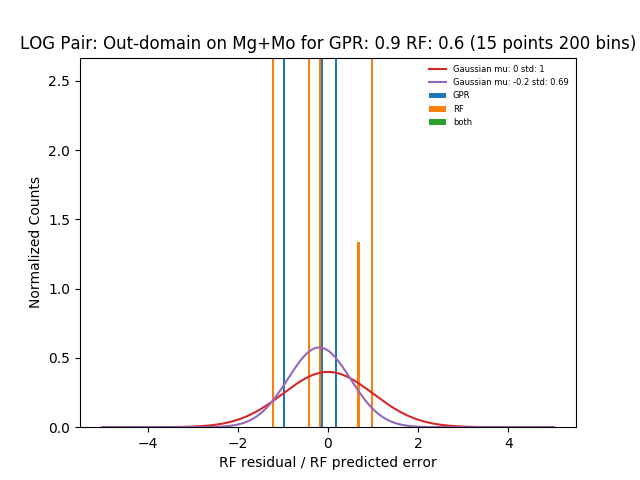 LOG Pair: Out-domain on Mg+Mo for GPR: 0.9 RF: 0.6 (15 points 200 bins)
Gaussian mu: 0 std: 1
Gaussian mu: -0.2 std: 0.69
GPR
RF
both
Normalized Counts
2.5
2.0
1.5
1.0
0.5
0.0
−4 −2 0 2 4
RF residual / RF predicted error